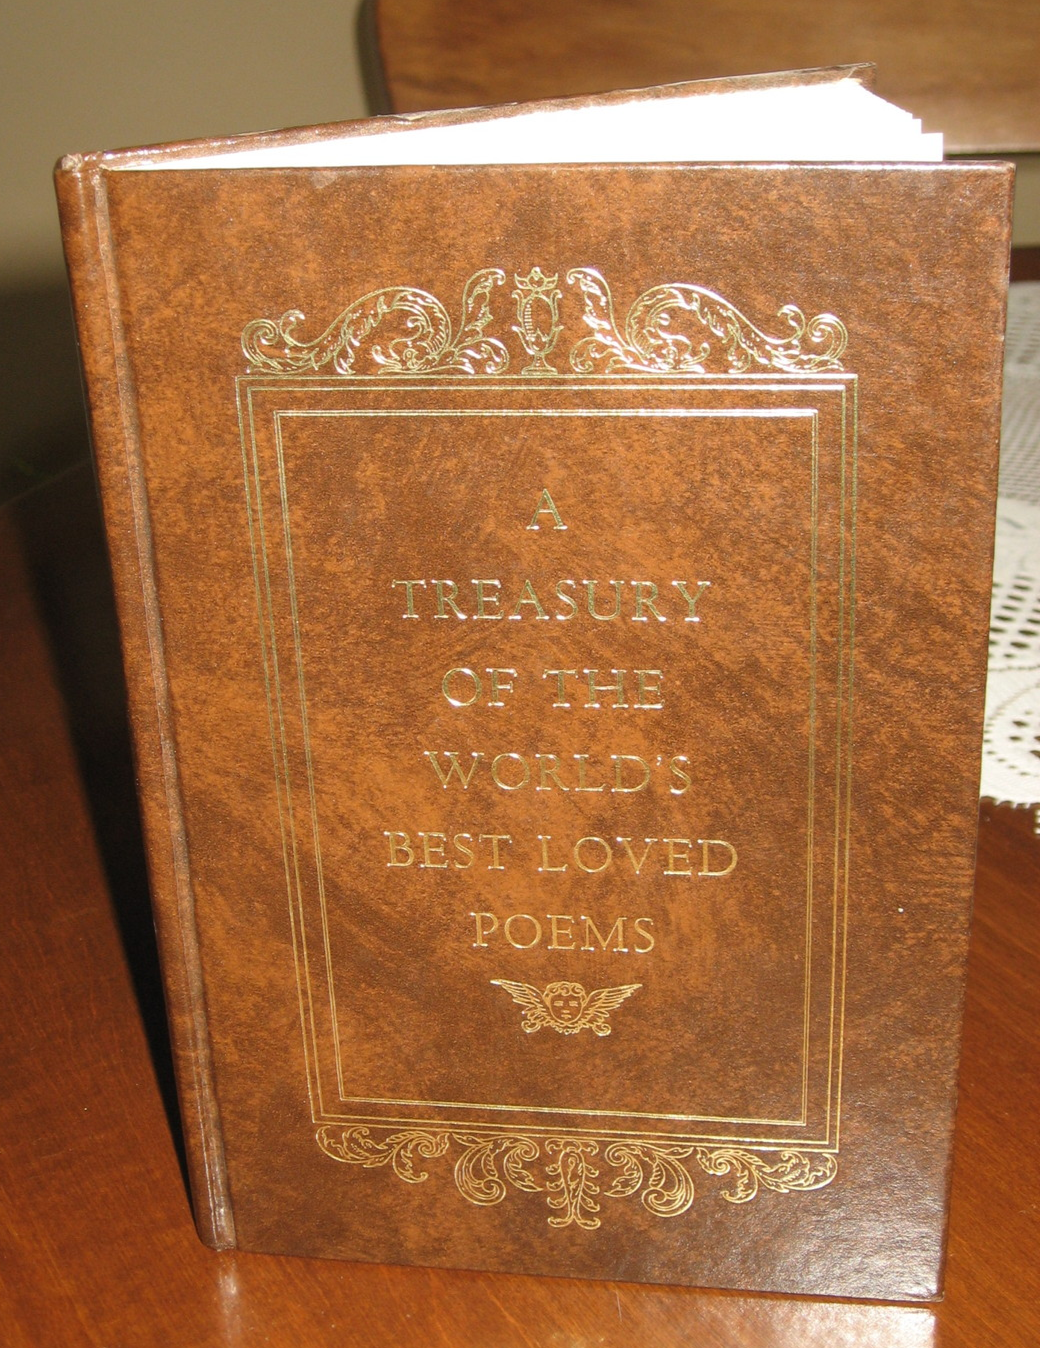 A
TREASURY
OF THE
WORLD'S
BEST LOVED
POEMS